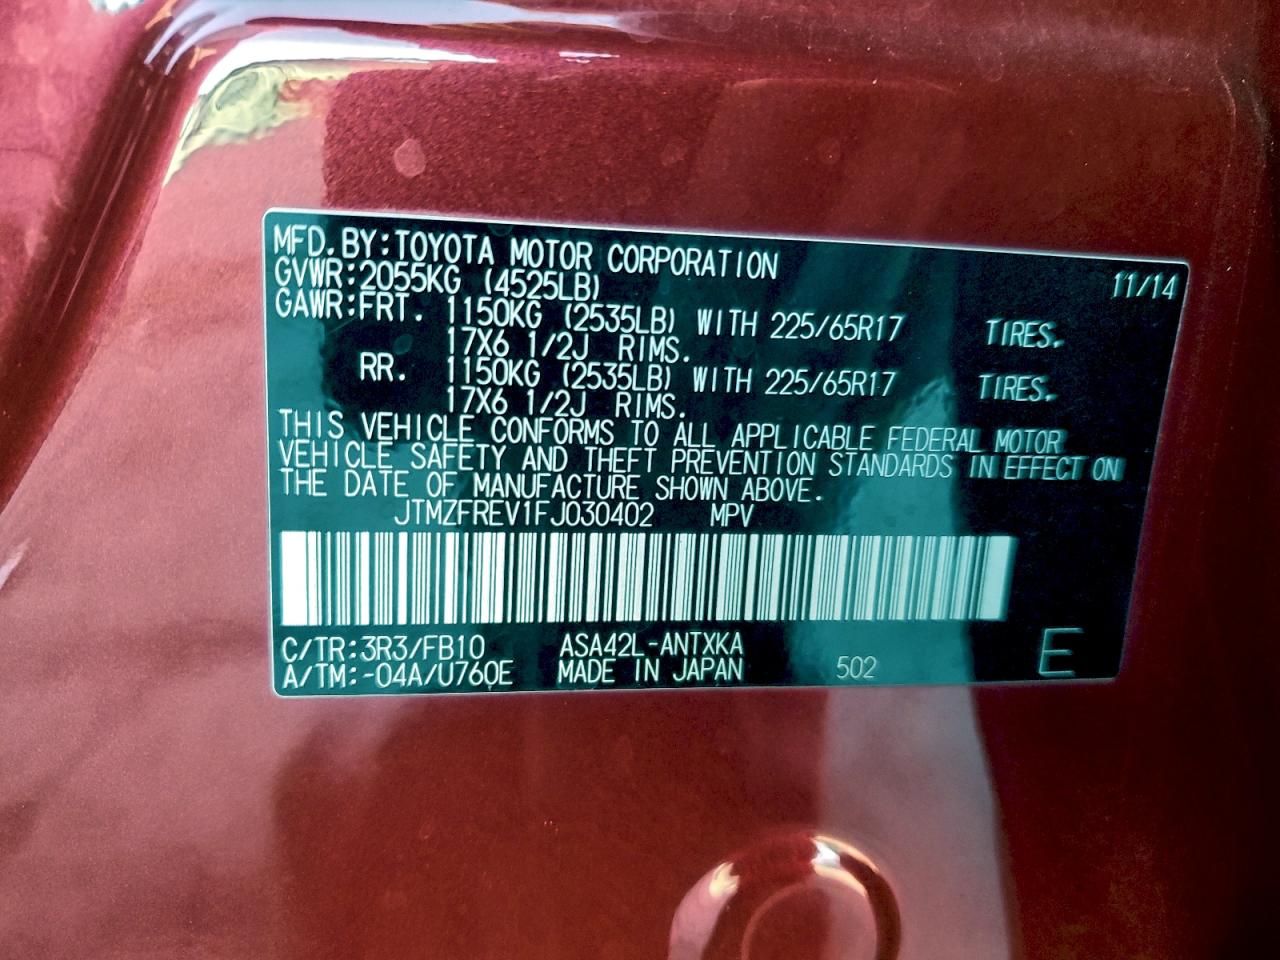 MFD. BY:TOYOTA MOTOR CORPORATION 11/14
GVWR:2055KG (4525LB)
GAWR:FRT. 1150KG (2535LB) WITH 225/65R17 TIRES.
17X6 1/2J RIMS.
RR. 1150KG (2535LB) WITH 225/65R17 TIRES.
17X6 1/2J RIMS.
THIS VEHICLE CONFORMS TO ALL APPLICABLE FEDERAL MOTOR
VEHICLE SAFETY AND THEFT PREVENTION STANDARDS IN EFFECT ON
THE DATE OF MANUFACTURE SHOWN ABOVE.
JTMZFREV1FJ030402 MPV
C/TR:3R3/FB10 ASA42L-ANTXKA
A/TM:-04A/U760E MADE IN JAPAN 502 E